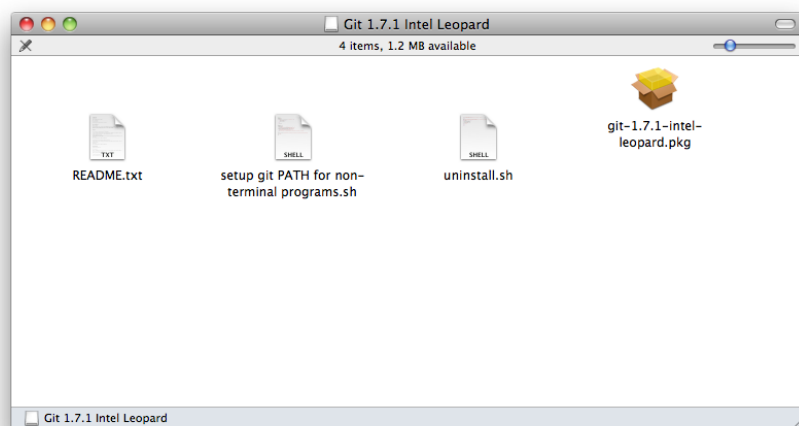 Git 1.7.1 Intel Leopard
4 items, 1.2 MB available
TXT
README.txt
SHELL
setup git PATH for non-
terminal programs.sh
SHELL
uninstall.sh
git-1.7.1-intel-
leopard.pkg
Git 1.7.1 Intel Leopard